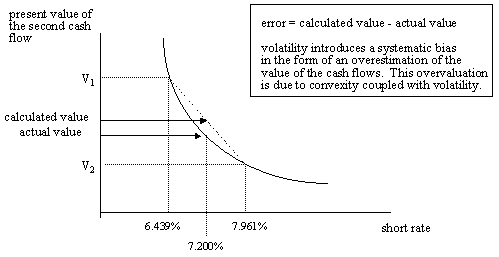 present value of
the second cash
flow
error = calculated value - actual value
volatility introduces a systematic bias
in the form of an overestimation of the
value of the cash flows. This overvaluation
is due to convexity coupled with volatility.
V1
calculated value
actual value
V2
6.439%
7.961%
short rate
7.200%